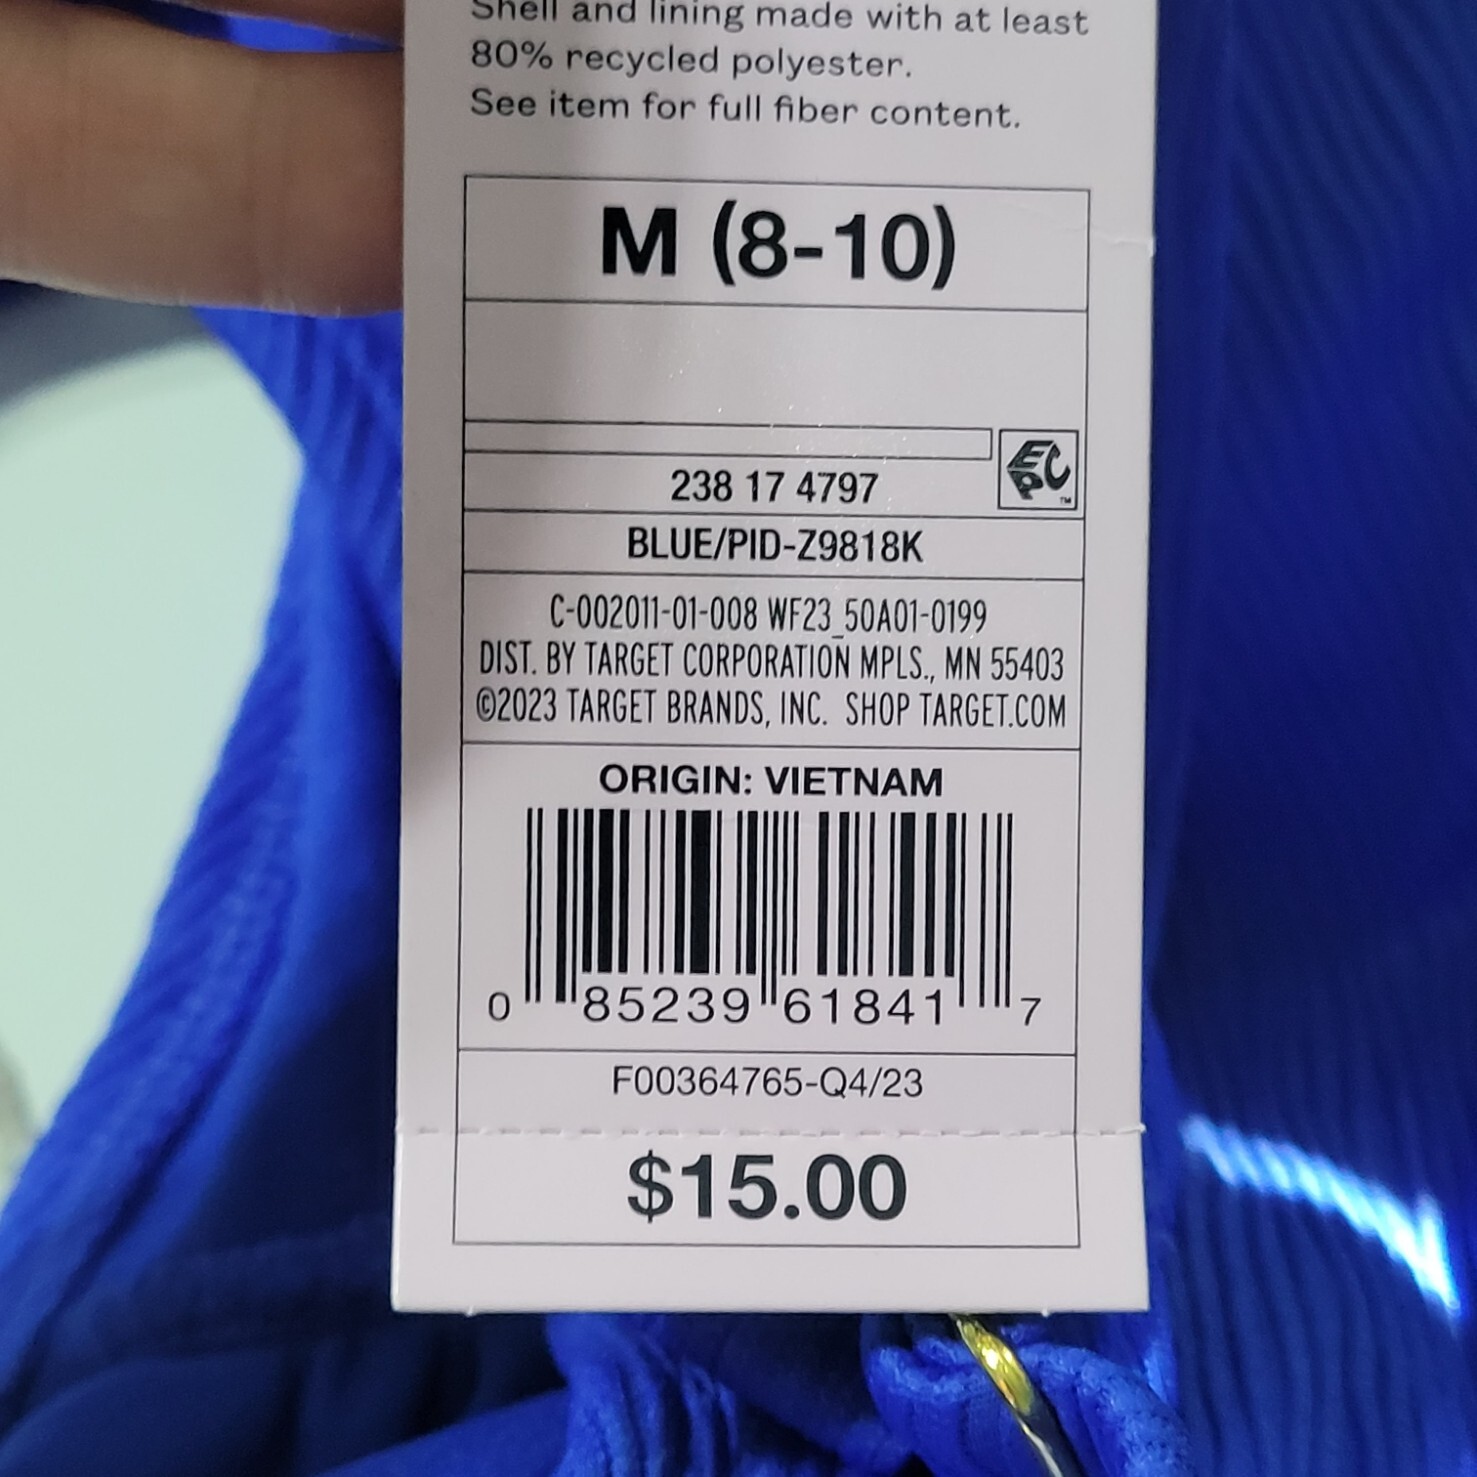 Shell and lining made with at least
80% recycled polyester.
See item for full fiber content.
M (8-10)
EPC
™
238 17 4797
BLUE/PID-Z9818K
C-002011-01-008 WF23_50A01-0199
DIST. BY TARGET CORPORATION MPLS., MN 55403
©2023 TARGET BRANDS, INC. SHOP TARGET.COM
ORIGIN: VIETNAM
0 85239 61841 7
F00364765-Q4/23
$15.00